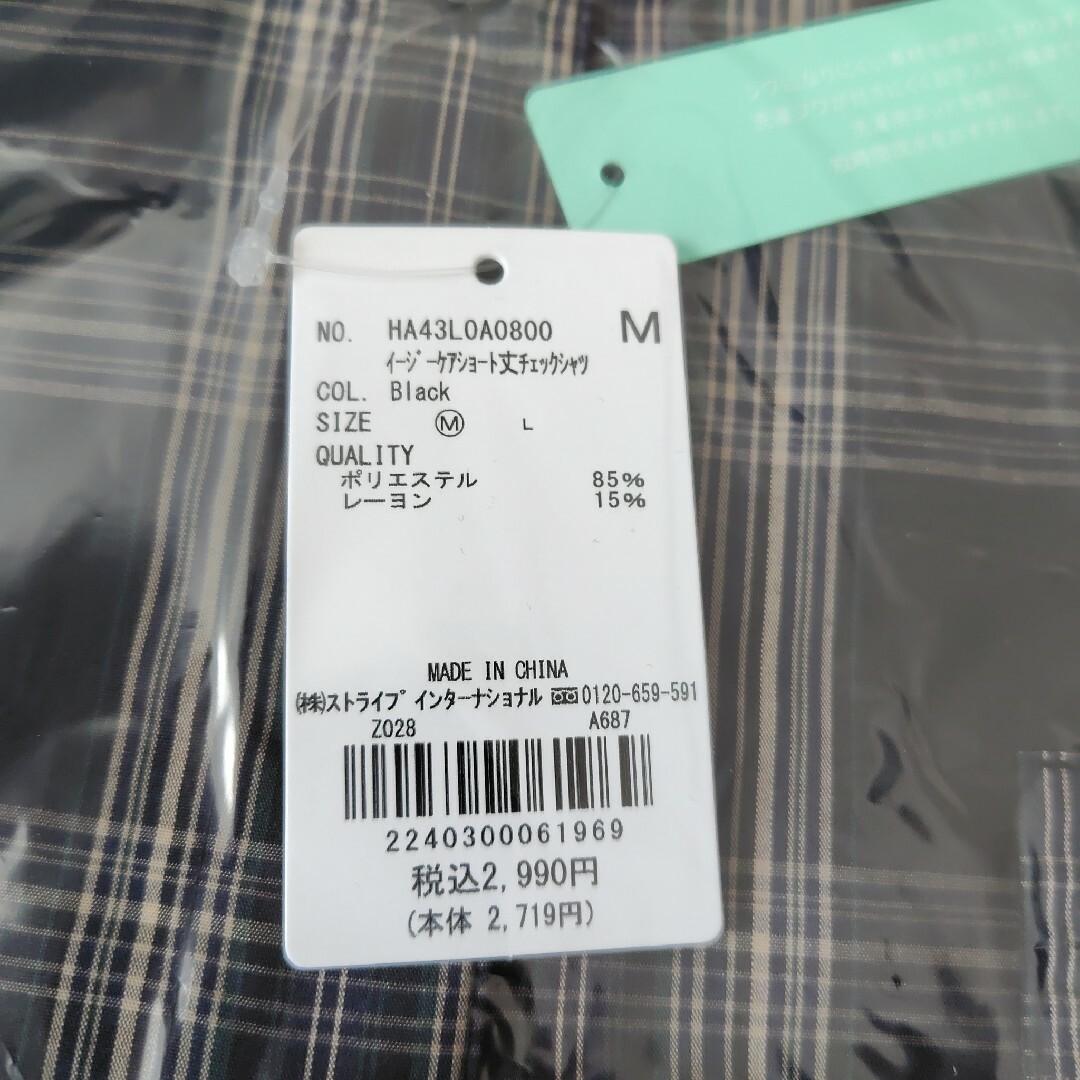 NO. HA43L0A0800 M
イージーケアショート丈チェックシャツ
COL. Black
SIZE Ⓜ L
QUALITY
ポリエステル 85%
レーヨン 15%
MADE IN CHINA
㈱ストライプインターナショナル 0120-659-591
Z028 A687
2240300061969
税込2,990円
(本体 2,719円)